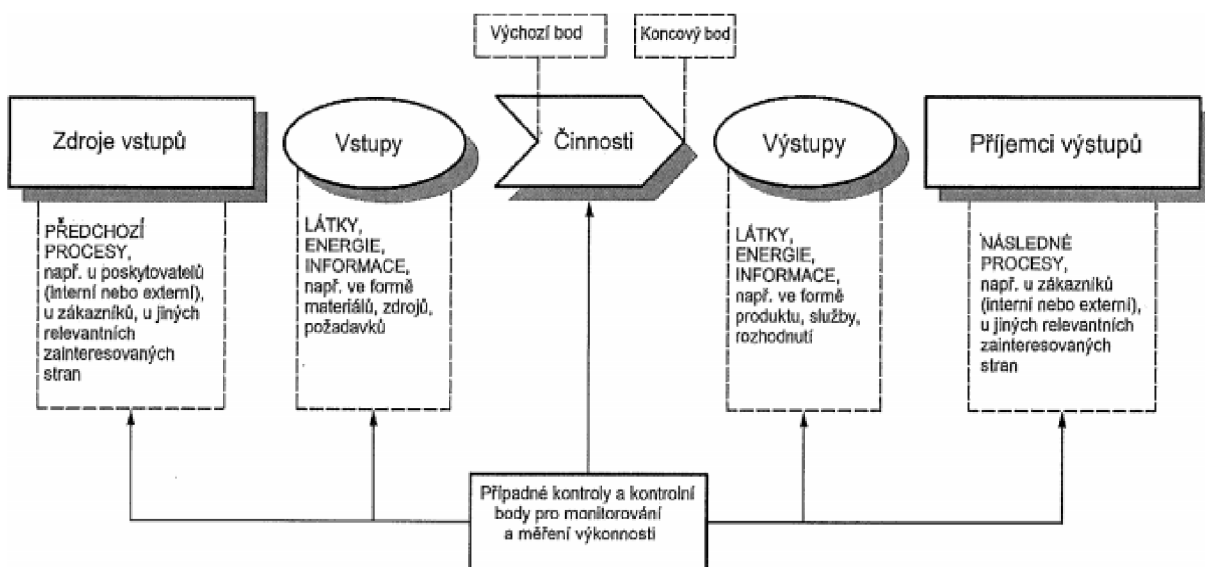 Výchozí bod
Koncový bod
Zdroje vstupů
Vstupy
Činnosti
Výstupy
Příjemci výstupů
PŘEDCHOZÍ
PROCESY,
např. u poskytovatelů
(interní nebo externí),
u zákazníků, u jiných
relevantních
zainteresovaných
stran
LÁTKY,
ENERGIE,
INFORMACE,
např. ve formě
materiálů, zdrojů,
požadavků
LÁTKY,
ENERGIE,
INFORMACE,
např. ve formě
produktu, služby,
rozhodnutí
NÁSLEDNÉ
PROCESY,
např. u zákazníků
(interní nebo externí),
u jiných relevantních
zainteresovaných
stran
Případné kontroly a kontrolní
body pro monitorování
a měření výkonnosti